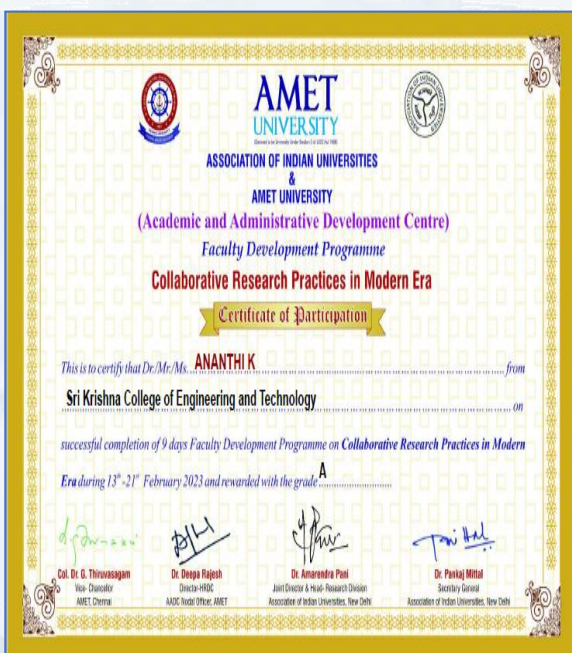 AMET
UNIVERSITY
ASSOCIATION OF INDIAN UNIVERSITIES
&
AMET UNIVERSITY
(Academic and Administrative Development Centre)
Faculty Development Programme
Collaborative Research Practices in Modern Era
Certificate of Participation
This is to certify that Dr./Mr./Ms. ANANTHI K from
Sri Krishna College of Engineering and Technology on
successful completion of 9 days Faculty Development Programme on Collaborative Research Practices in Modern
Era during 13th -21st February 2023 and rewarded with the grade A
Col. Dr. G. Thiruvasagam Dr. Deepa Rajesh Dr. Amarendra Pani Dr. Pankaj Mittal
Vice- Chancellor Director-HRDC Joint Director & Head- Research Division Secretary General
AMET, Chennai AADC Nodal Officer, AMET Association of Indian Universities, New Delhi Association of Indian Universities, New Delhi